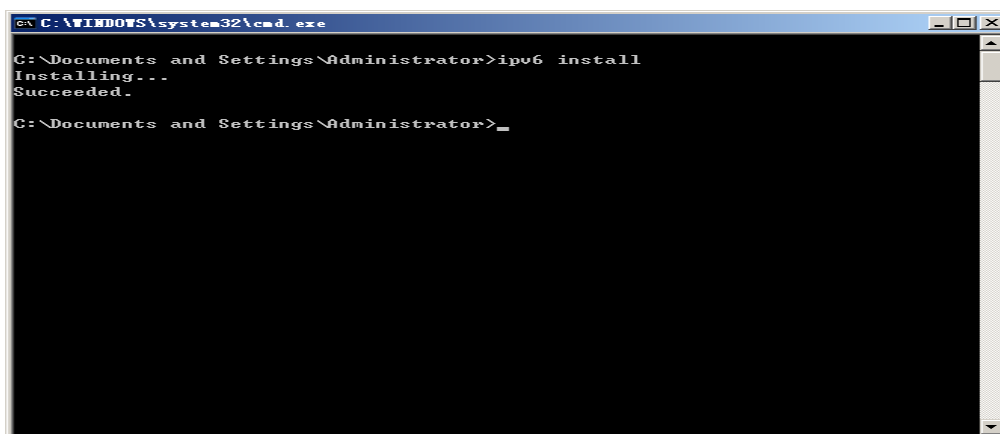 C:\WINDOWS\system32\cmd.exe
C:\Documents and Settings\Administrator>ipv6 install
Installing...
Succeeded.
C:\Documents and Settings\Administrator>_